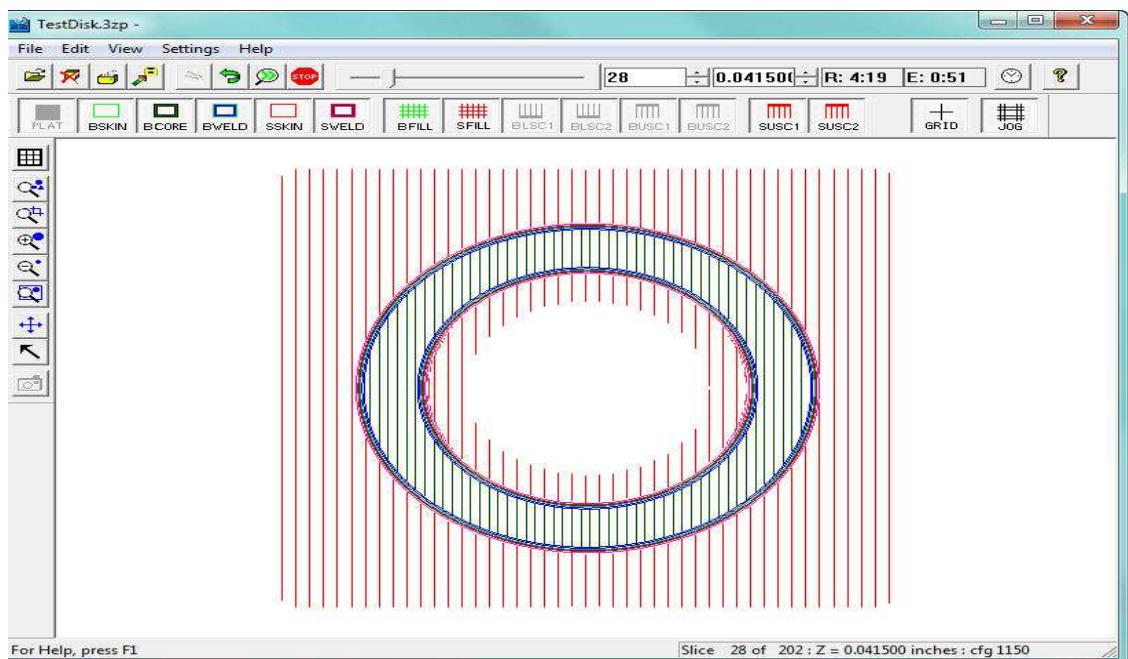 TestDisk.3zp -
File Edit View Settings Help
STOP 28 0.04150( R: 4:19 E: 0:51 ?
PLAT BSKIN BCORE BWELD SSKIN SWELD BFILL SFILL BLSC1 BLSC2 BUSC1 BUSC2 SUSC1 SUSC2 GRID JOG
For Help, press F1 Slice 28 of 202 : Z = 0.041500 inches : cfg 1150